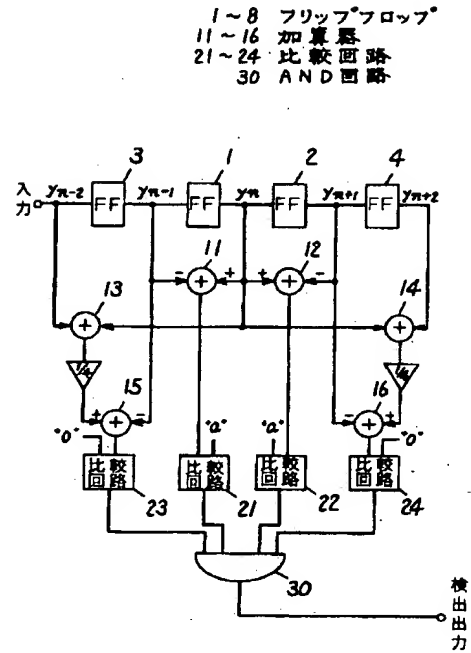 1~8 フリップフロップ
11~16 加算器
21~24 比較回路
30 AND回路
3 1 2 4
入力 yn-2 FF yn-1 FF yn FF yn+1 FF yn+2
- + 11 + - 12
+ 13 + + + 14
1/4 1/4
15 16
+ + - - + +
"0" "a" "a" "0"
比較回路 比較回路 比較回路 比較回路
23 21 22 24
30
検出出力